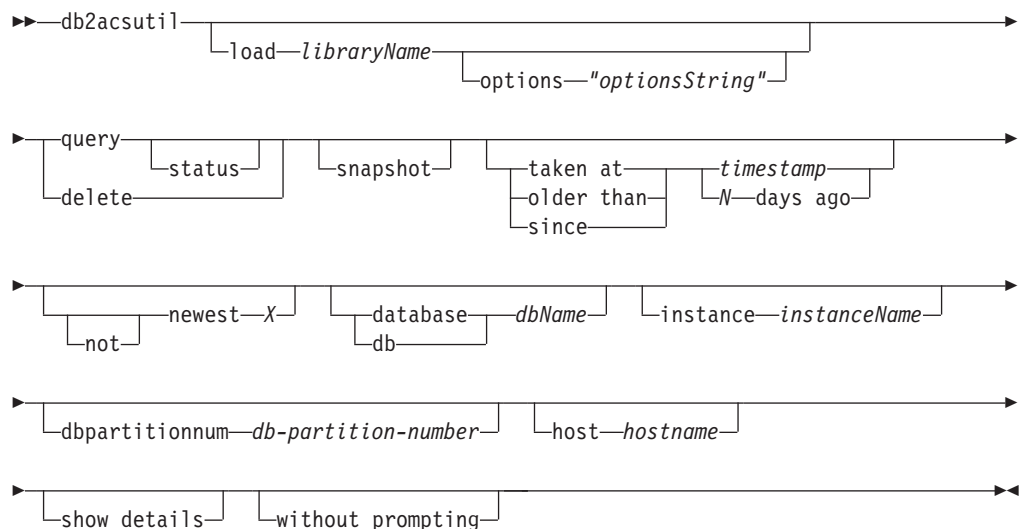 db2acsutil
load libraryName
options "optionsString"
query
status
delete
snapshot
taken at
older than
since
timestamp
N days ago
not
newest X
database
db
dbName
instance instanceName
dbpartitionnum db-partition-number
host hostname
show details
without prompting